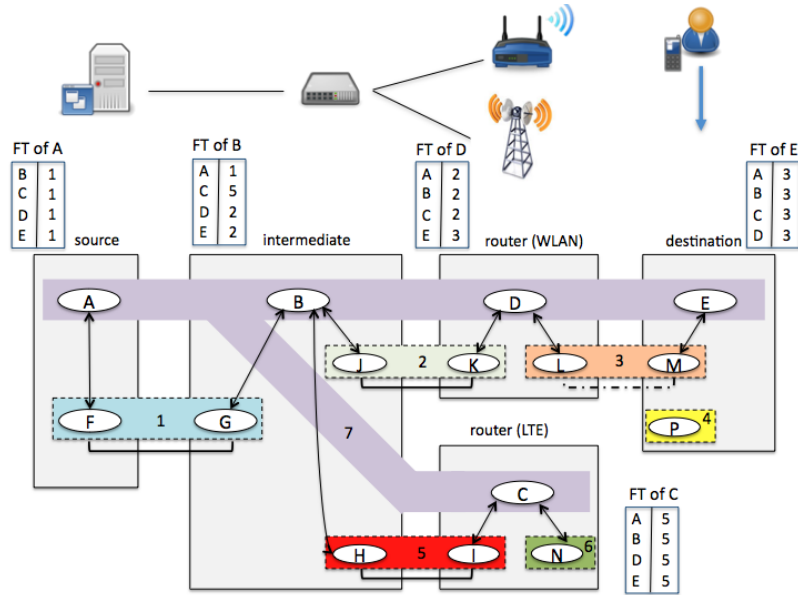 FT of A
B 1
C 1
D 1
E 1
FT of B
A 1
C 5
D 2
E 2
FT of D
A 2
B 2
C 2
E 3
FT of E
A 3
B 3
C 3
D 3
source
intermediate
router (WLAN)
destination
A
B
D
E
J
2
K
L
3
M
F
1
G
7
P
4
router (LTE)
C
H
5
I
N
6
FT of C
A 5
B 5
D 5
E 5